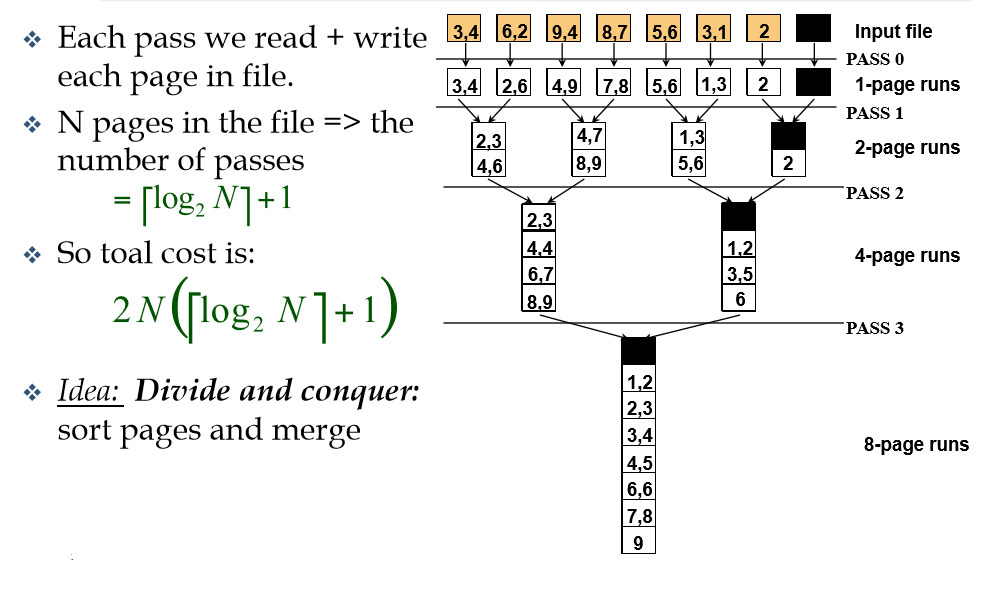 ❖ Each pass we read + write
each page in file.
❖ N pages in the file => the
number of passes
= ⌈log₂ N⌉ + 1
❖ So toal cost is:
2N(⌈log₂ N⌉ + 1)
❖ Idea: Divide and conquer:
sort pages and merge
3,4 6,2 9,4 8,7 5,6 3,1 2 Input file
PASS 0
3,4 2,6 4,9 7,8 5,6 1,3 2 1-page runs
PASS 1
2,3 4,7 1,3
2-page runs
4,6 8,9 5,6 2
PASS 2
2,3
4,4 1,2
4-page runs
6,7 3,5
8,9 6
PASS 3
1,2
2,3
3,4
8-page runs
4,5
6,6
7,8
9